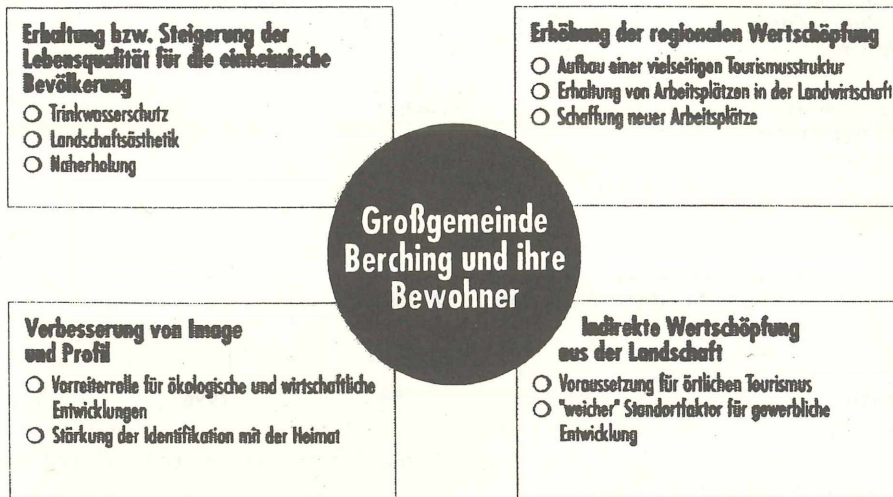 Erhaltung bzw. Steigerung der
Lebensqualität für die einheimische
Bevölkerung
O Trinkwasserschutz
O Landschaftsästhetik
O Naherholung
Erhöhung der regionalen Wertschöpfung
O Aufbau einer vielseitigen Tourismusstruktur
O Erhaltung von Arbeitsplätzen in der Landwirtschaft
O Schaffung neuer Arbeitsplätze
Großgemeinde
Berching und ihre
Bewohner
Verbesserung von Image
und Profil
O Vorreiterrolle für ökologische und wirtschaftliche
Entwicklungen
O Stärkung der Identifikation mit der Heimat
Indirekte Wertschöpfung
aus der Landschaft
O Voraussetzung für örtlichen Tourismus
O "weicher" Standortfaktor für gewerbliche
Entwicklung